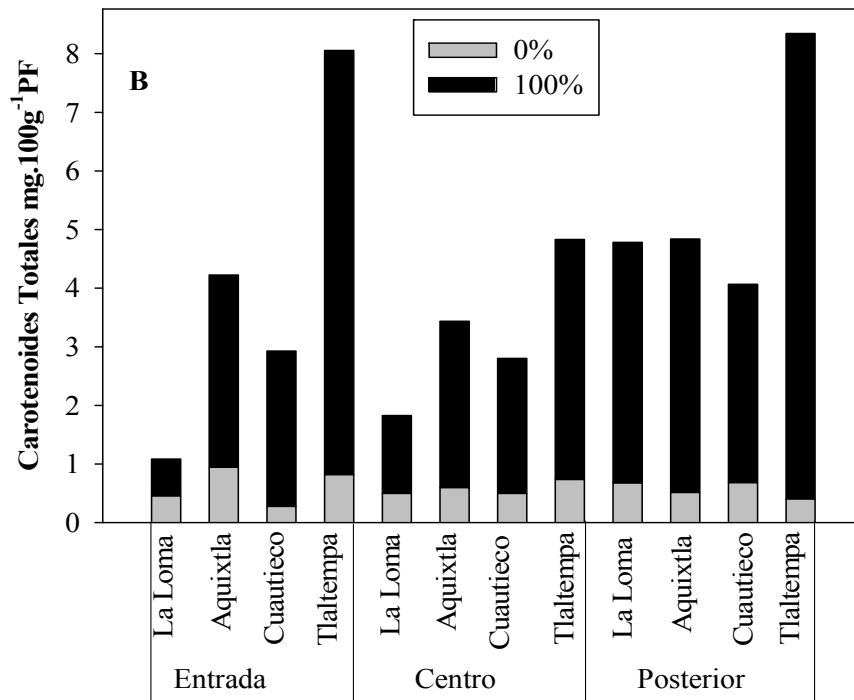 B
0%
100%
Carotenoides Totales mg.100g⁻¹PF
8
7
6
5
4
3
2
1
0
La Loma
Aquixtla
Cuautieco
Tlaltempa
La Loma
Aquixtla
Cuautieco
Tlaltempa
La Loma
Aquixtla
Cuautieco
Tlaltempa
Entrada
Centro
Posterior